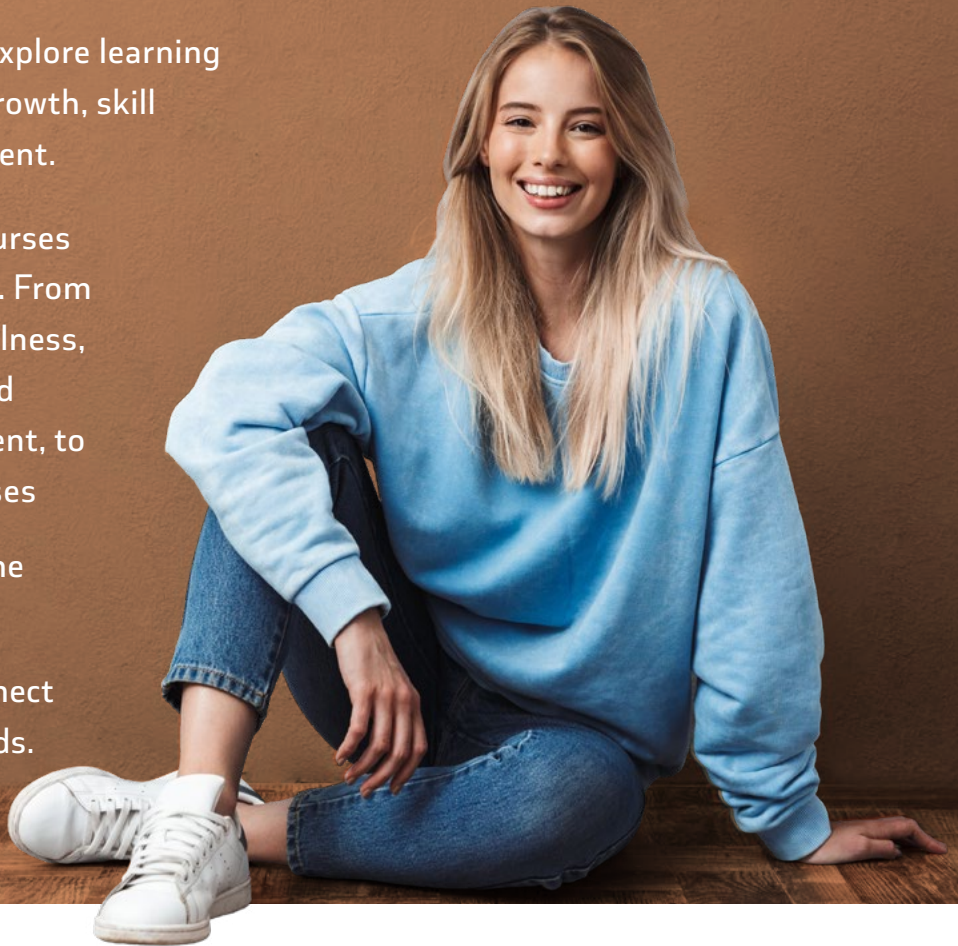 xplore learning
rowth, skill
ent.
urses
. From
lness,
d
ent, to
ses
ne
nect
ds.